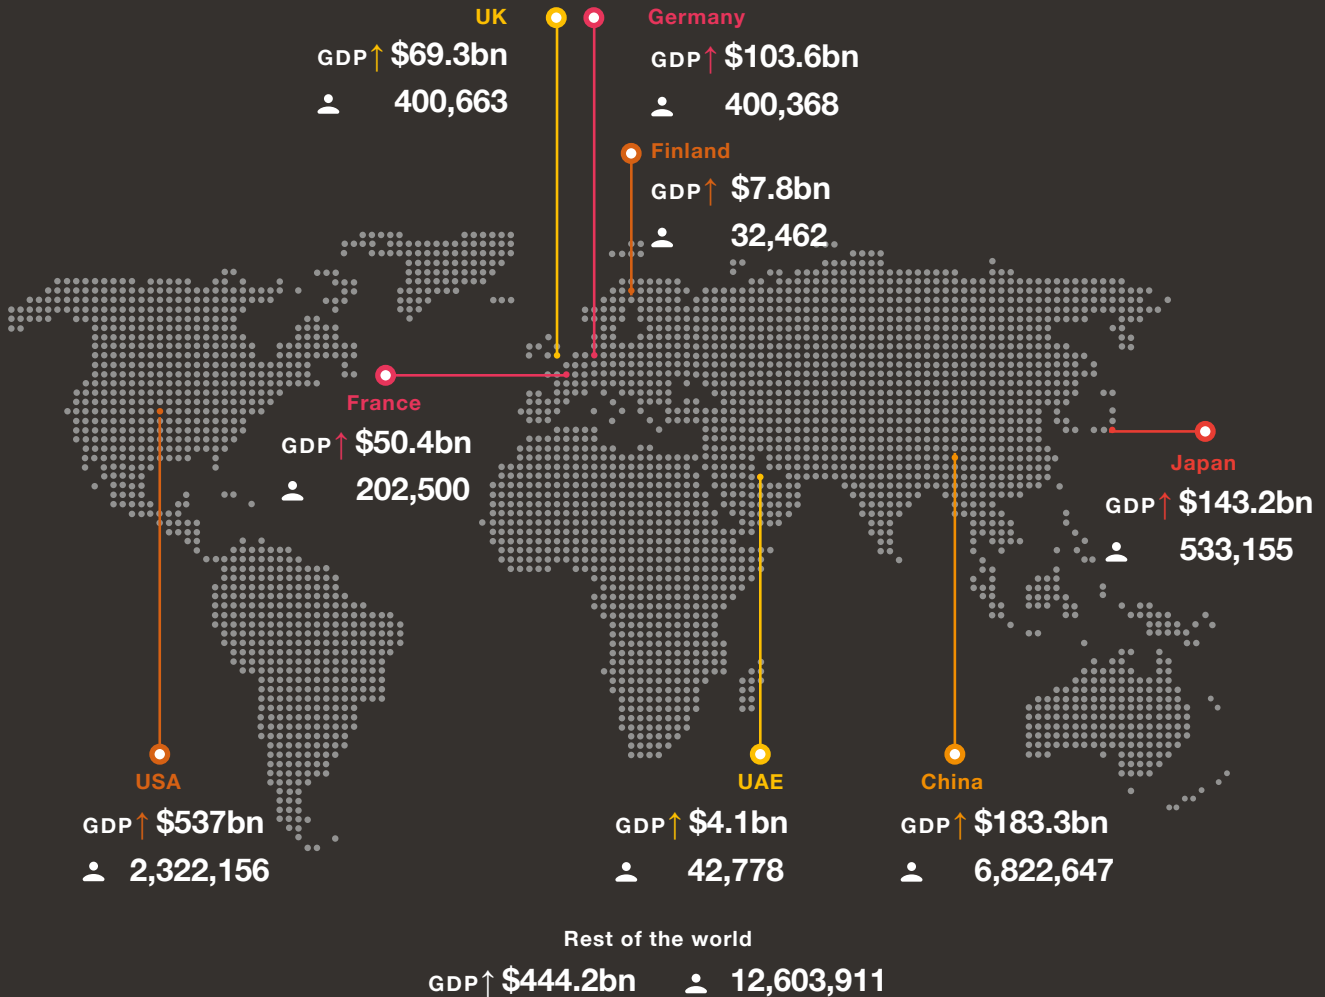 UK
GDP↑ $69.3bn
400,663
Germany
GDP↑ $103.6bn
400,368
Finland
GDP↑ $7.8bn
32,462
France
GDP↑ $50.4bn
202,500
Japan
GDP↑ $143.2bn
533,155
USA
GDP↑ $537bn
2,322,156
UAE
GDP↑ $4.1bn
42,778
China
GDP↑ $183.3bn
6,822,647
Rest of the world
GDP↑ $444.2bn 12,603,911